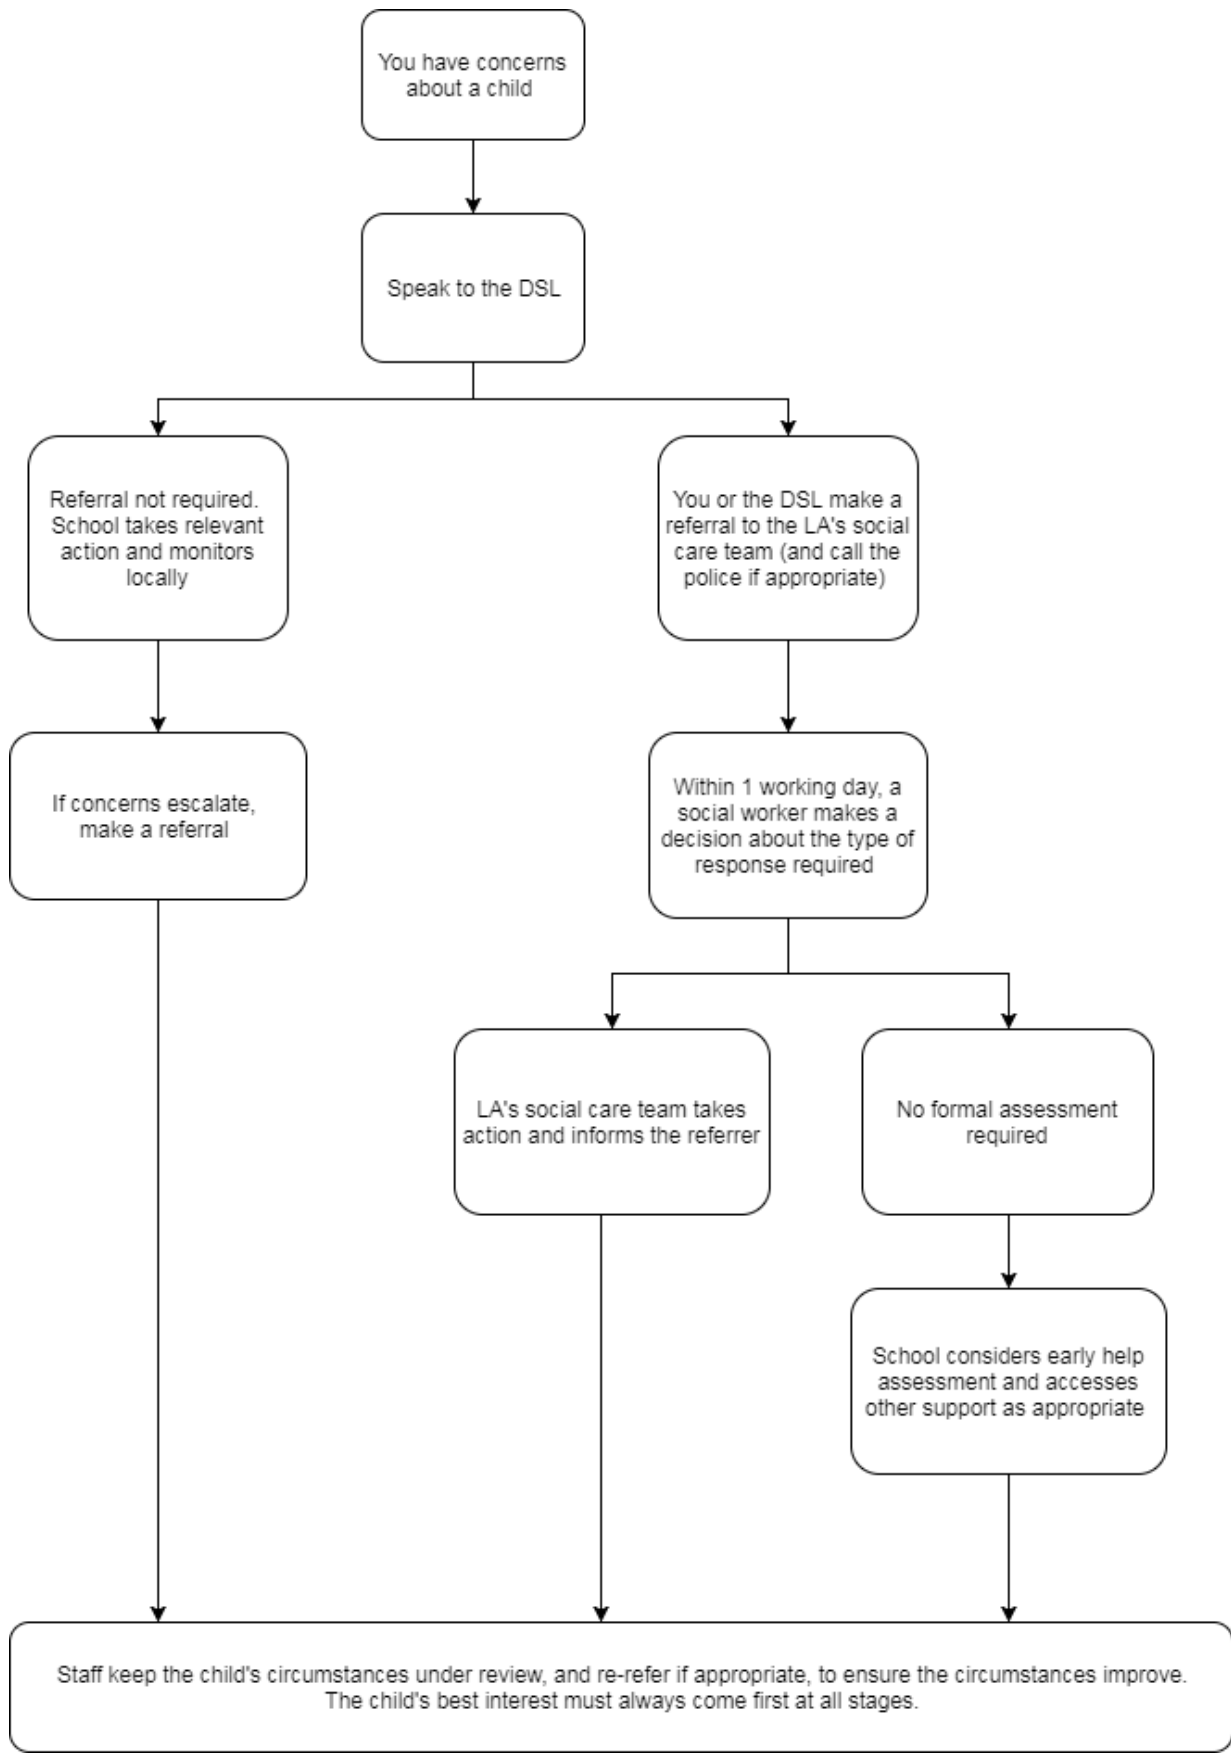 You have concerns
about a child
Speak to the DSL
Referral not required.
School takes relevant
action and monitors
locally
You or the DSL make a
referral to the LA's social
care team (and call the
police if appropriate)
If concerns escalate,
make a referral
Within 1 working day, a
social worker makes a
decision about the type of
response required
LA's social care team takes
action and informs the referrer
No formal assessment
required
School considers early help
assessment and accesses
other support as appropriate
Staff keep the child's circumstances under review, and re-refer if appropriate, to ensure the circumstances improve.
The child's best interest must always come first at all stages.